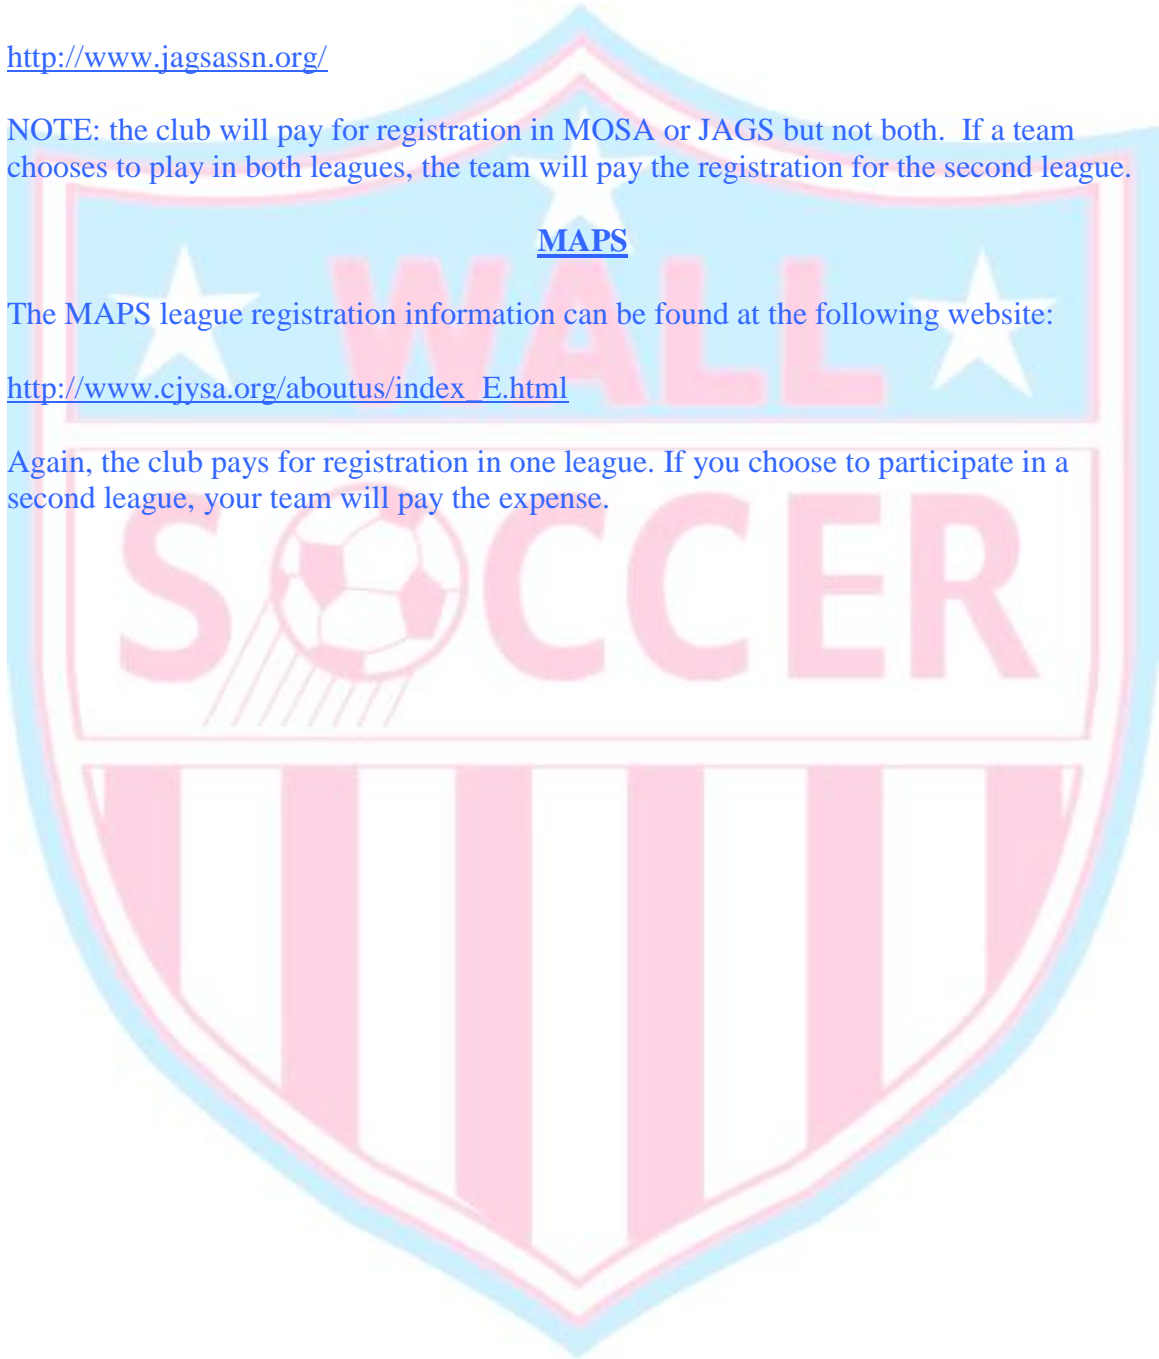 http://www.jagsassn.org/
NOTE: the club will pay for registration in MOSA or JAGS but not both.  If a team
chooses to play in both leagues, the team will pay the registration for the second league.
MAPS
The MAPS league registration information can be found at the following website:
http://www.cjysa.org/aboutus/index_E.html
Again, the club pays for registration in one league. If you choose to participate in a
second league, your team will pay the expense.
WALL
SOCCER